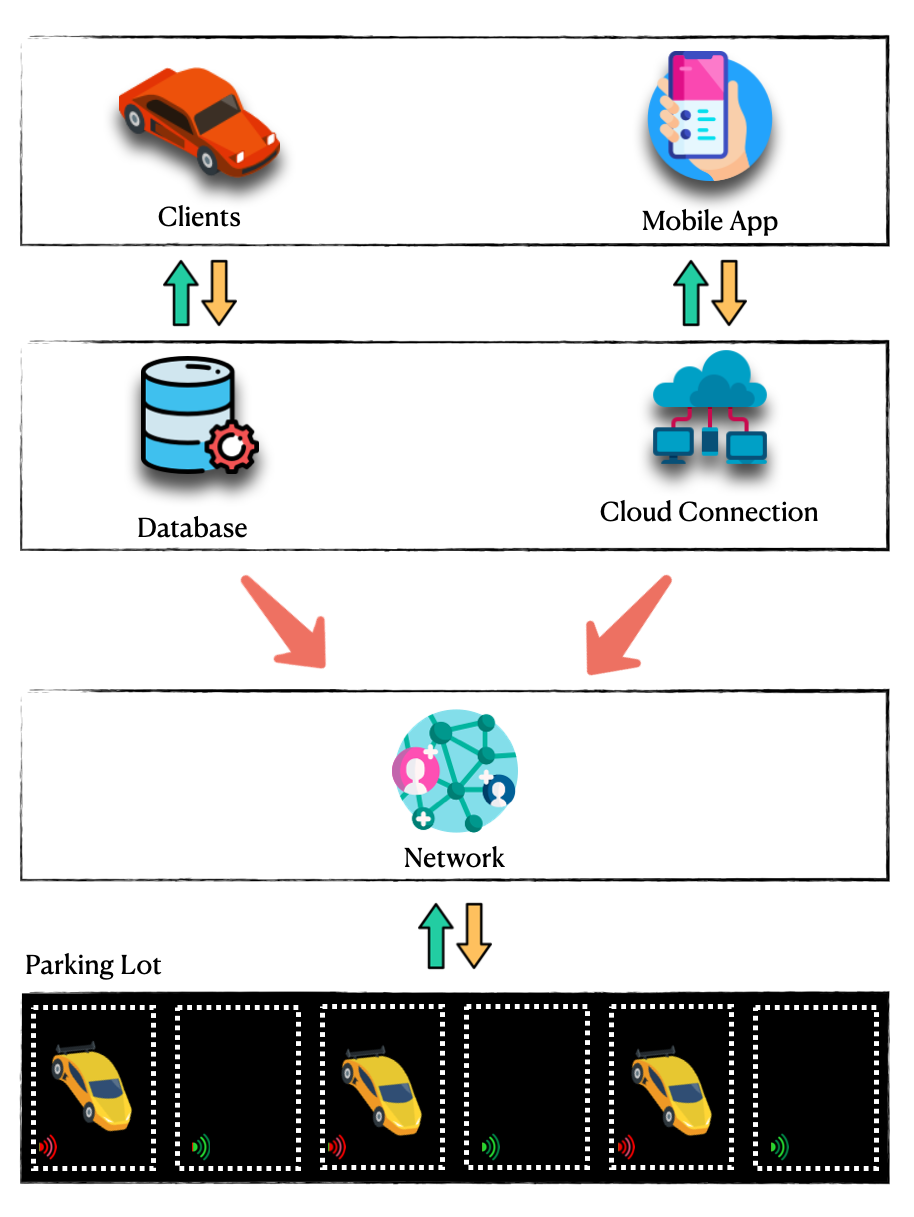 Clients
Mobile App
Database
Cloud Connection
Network
Parking Lot